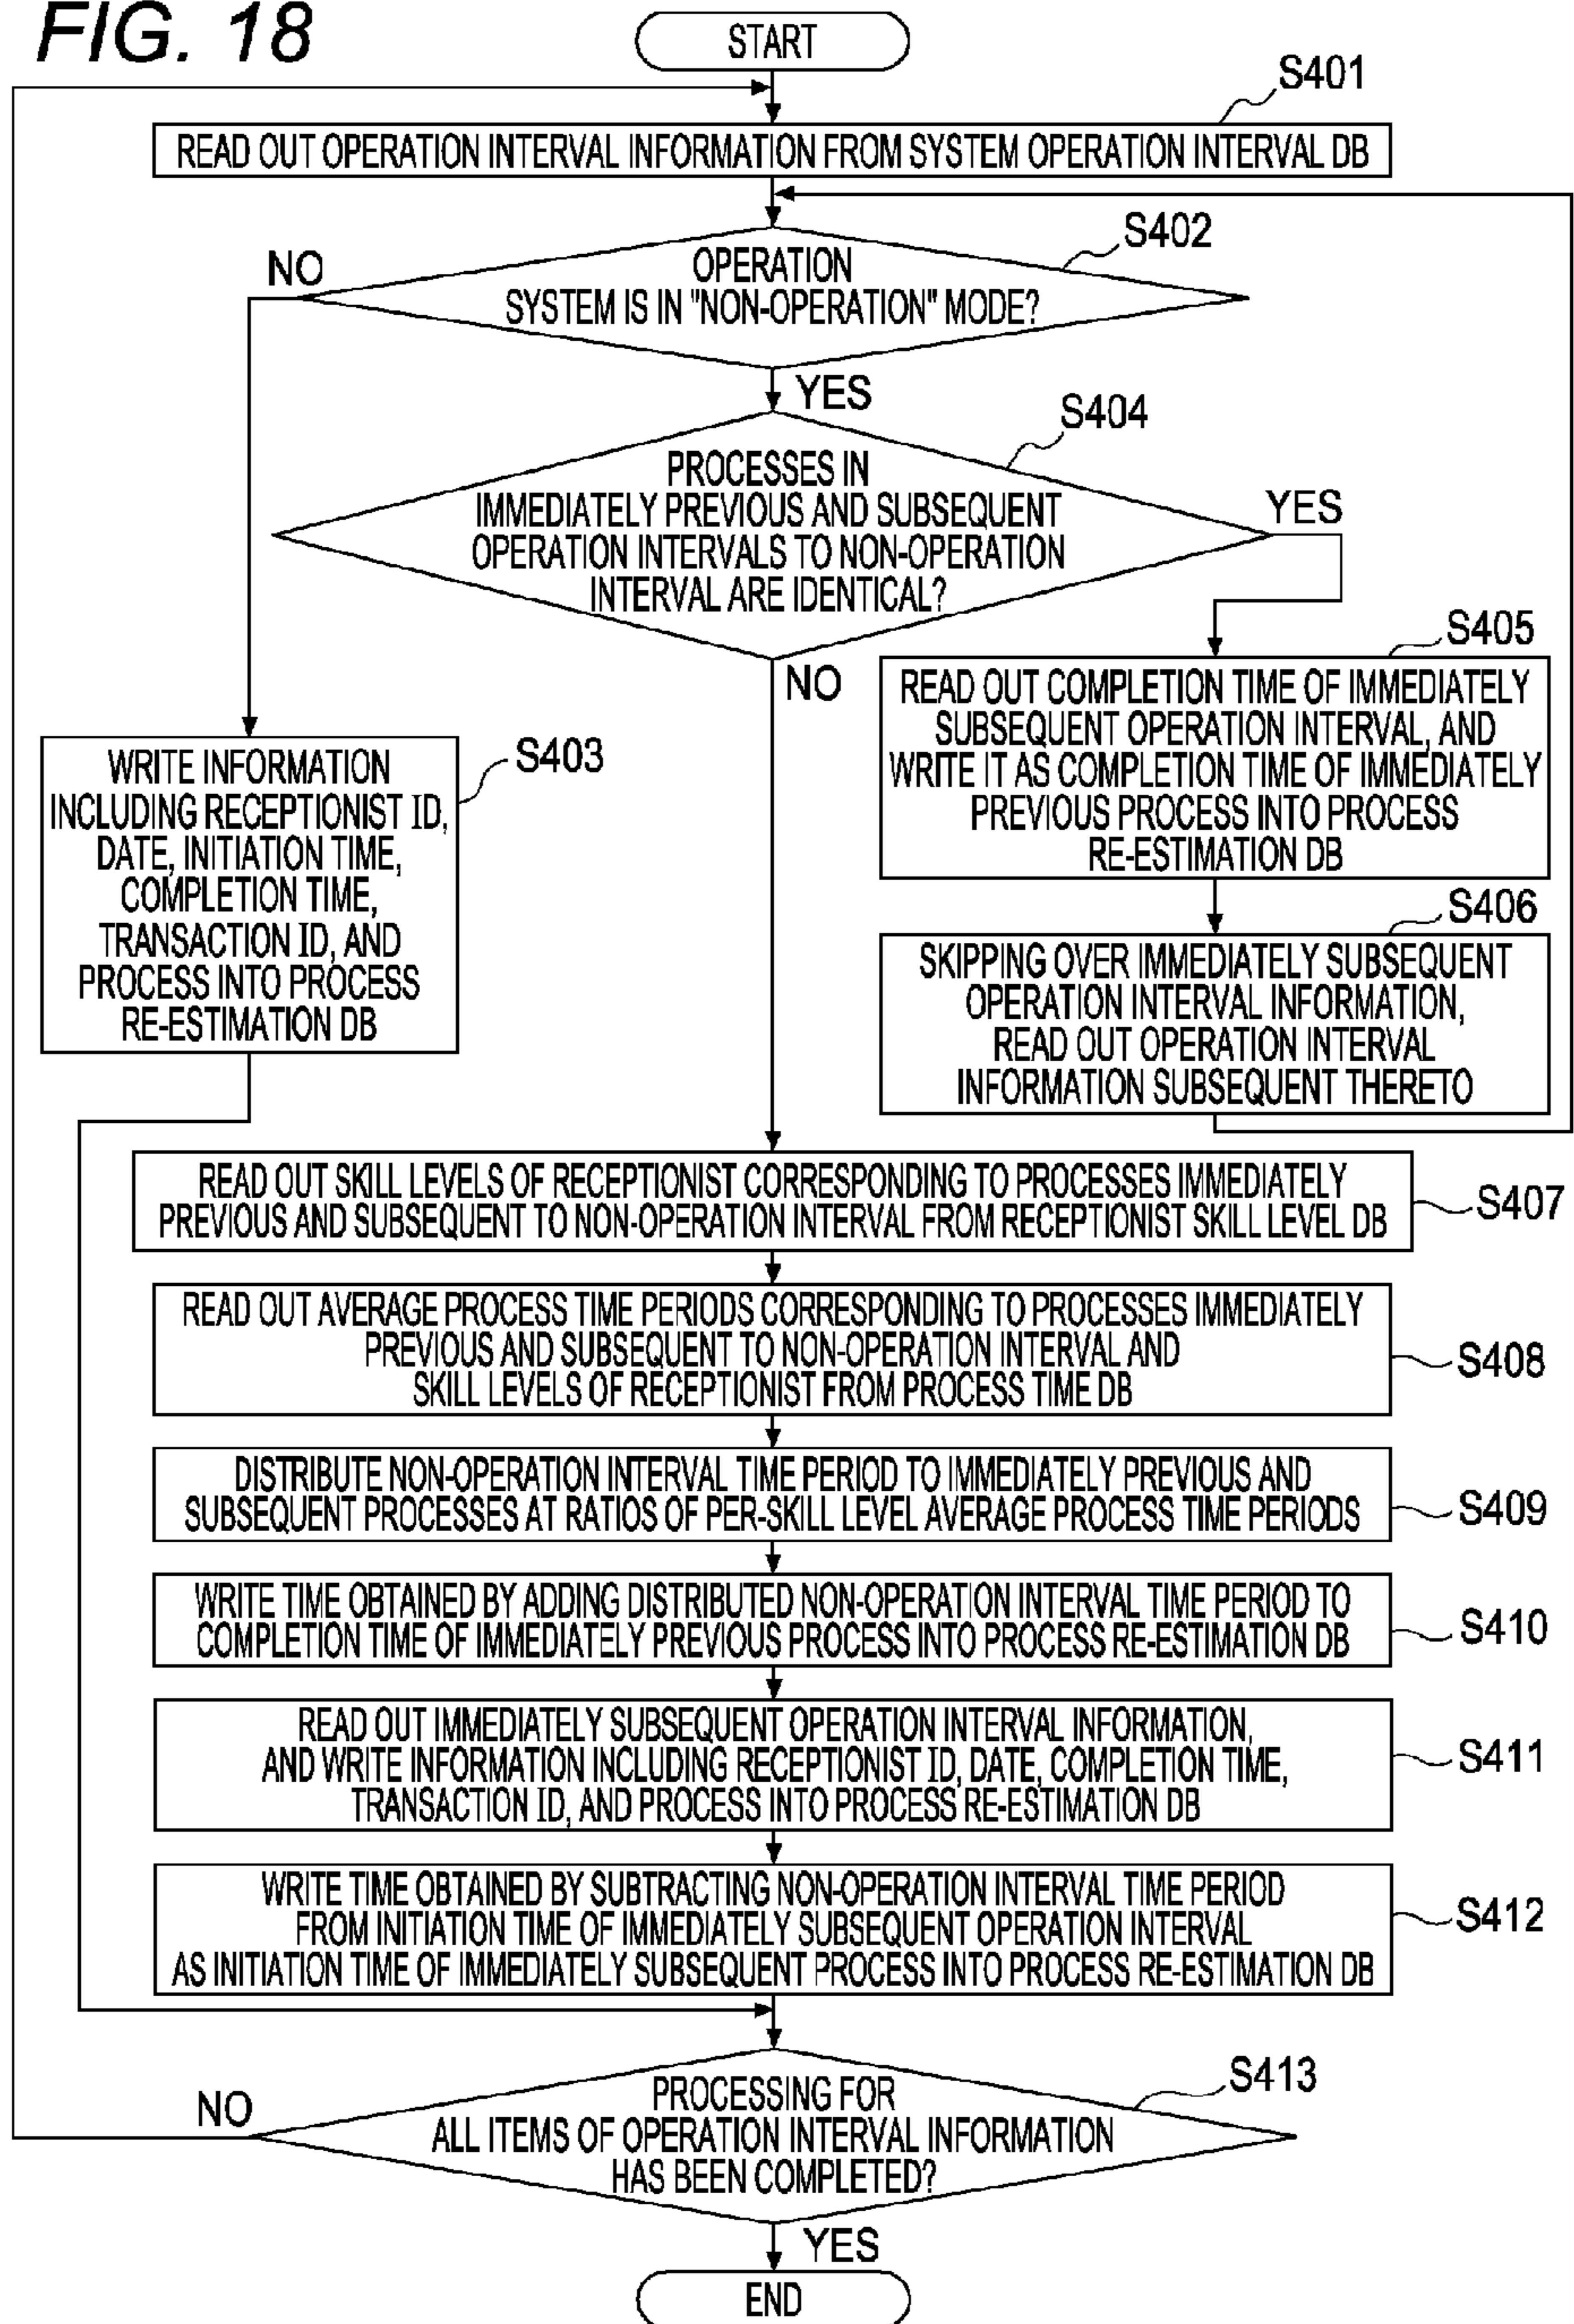 FIG. 18
START
S401
READ OUT OPERATION INTERVAL INFORMATION FROM SYSTEM OPERATION INTERVAL DB
S402
NO
OPERATION
SYSTEM IS IN "NON-OPERATION" MODE?
YES
S404
PROCESSES IN
IMMEDIATELY PREVIOUS AND SUBSEQUENT
OPERATION INTERVALS TO NON-OPERATION
INTERVAL ARE IDENTICAL?
YES
NO
S405
READ OUT COMPLETION TIME OF IMMEDIATELY
SUBSEQUENT OPERATION INTERVAL, AND
WRITE IT AS COMPLETION TIME OF IMMEDIATELY
PREVIOUS PROCESS INTO PROCESS
RE-ESTIMATION DB
S403
WRITE INFORMATION
INCLUDING RECEPTIONIST ID,
DATE, INITIATION TIME,
COMPLETION TIME,
TRANSACTION ID, AND
PROCESS INTO PROCESS
RE-ESTIMATION DB
S406
SKIPPING OVER IMMEDIATELY SUBSEQUENT
OPERATION INTERVAL INFORMATION,
READ OUT OPERATION INTERVAL
INFORMATION SUBSEQUENT THERETO
READ OUT SKILL LEVELS OF RECEPTIONIST CORRESPONDING TO PROCESSES IMMEDIATELY
PREVIOUS AND SUBSEQUENT TO NON-OPERATION INTERVAL FROM RECEPTIONIST SKILL LEVEL DB
S407
READ OUT AVERAGE PROCESS TIME PERIODS CORRESPONDING TO PROCESSES IMMEDIATELY
PREVIOUS AND SUBSEQUENT TO NON-OPERATION INTERVAL AND
SKILL LEVELS OF RECEPTIONIST FROM PROCESS TIME DB
S408
DISTRIBUTE NON-OPERATION INTERVAL TIME PERIOD TO IMMEDIATELY PREVIOUS AND
SUBSEQUENT PROCESSES AT RATIOS OF PER-SKILL LEVEL AVERAGE PROCESS TIME PERIODS
S409
WRITE TIME OBTAINED BY ADDING DISTRIBUTED NON-OPERATION INTERVAL TIME PERIOD TO
COMPLETION TIME OF IMMEDIATELY PREVIOUS PROCESS INTO PROCESS RE-ESTIMATION DB
S410
READ OUT IMMEDIATELY SUBSEQUENT OPERATION INTERVAL INFORMATION,
AND WRITE INFORMATION INCLUDING RECEPTIONIST ID, DATE, COMPLETION TIME,
TRANSACTION ID, AND PROCESS INTO PROCESS RE-ESTIMATION DB
S411
WRITE TIME OBTAINED BY SUBTRACTING NON-OPERATION INTERVAL TIME PERIOD
FROM INITIATION TIME OF IMMEDIATELY SUBSEQUENT OPERATION INTERVAL
AS INITIATION TIME OF IMMEDIATELY SUBSEQUENT PROCESS INTO PROCESS RE-ESTIMATION DB
S412
S413
NO
PROCESSING FOR
ALL ITEMS OF OPERATION INTERVAL INFORMATION
HAS BEEN COMPLETED?
YES
END